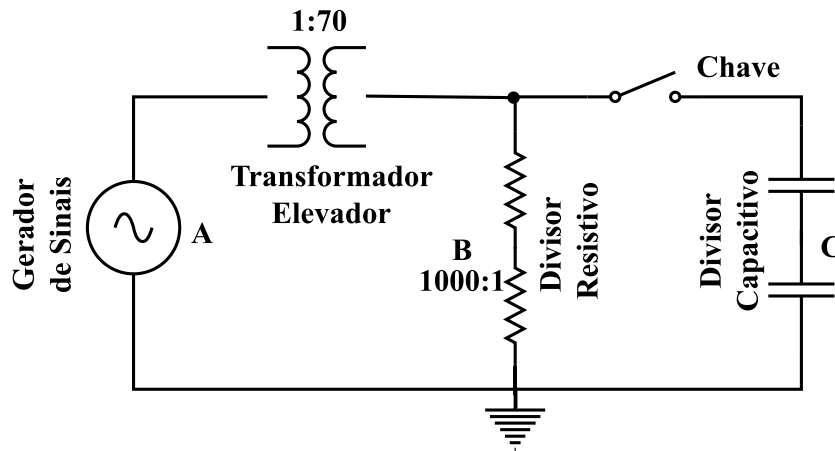 1:70
Chave
Transformador
Elevador
Gerador
de Sinais
A
B
1000:1
Divisor
Resistivo
Divisor
Capacitivo
C